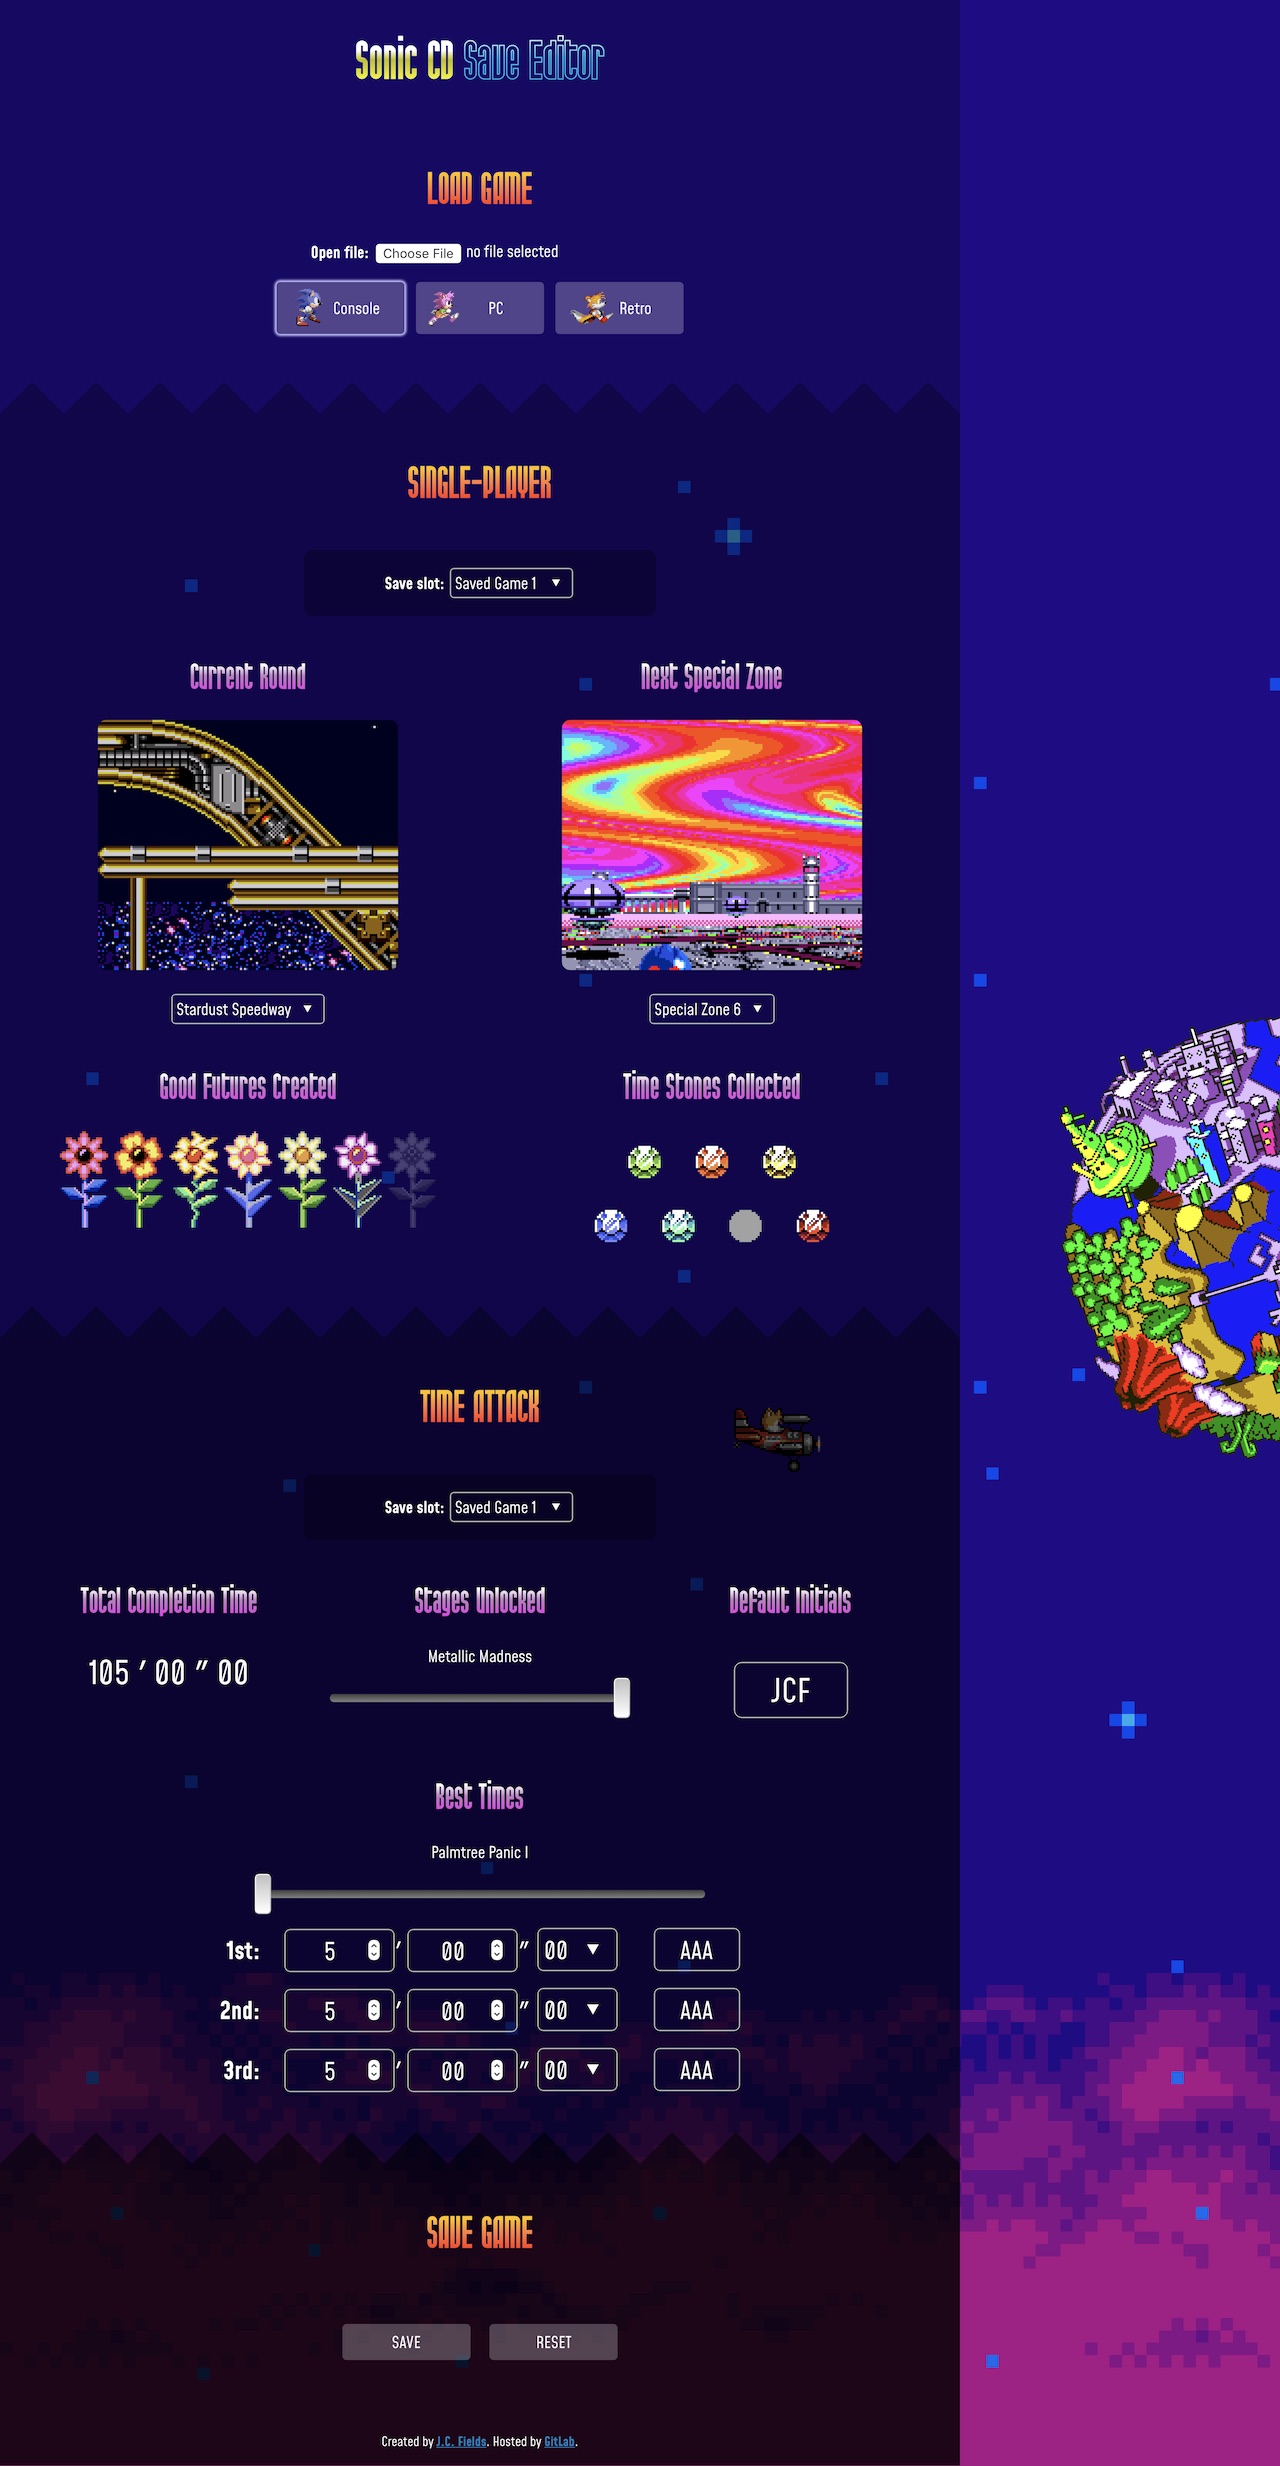 Sonic CD Save Editor
LOAD GAME
Open file: Choose File no file selected
Console PC Retro
SINGLE-PLAYER
Save slot: Saved Game 1
Current Round
Next Special Zone
Stardust Speedway
Special Zone 6
Good Futures Created
Time Stones Collected
TIME ATTACK
Save slot: Saved Game 1
Total Completion Time
Stages Unlocked
Default Initials
105 ′ 00 ″ 00
Metallic Madness
JCF
Best Times
Palmtree Panic I
1st: 5 ′ 00 ″ 00 AAA
2nd: 5 ′ 00 ″ 00 AAA
3rd: 5 ′ 00 ″ 00 AAA
SAVE GAME
SAVE RESET
Created by J.C. Fields. Hosted by GitLab.